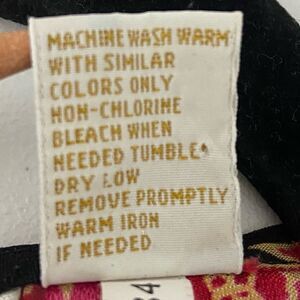 MACHINE WASH WARM
WITH SIMILAR
COLORS ONLY
NON-CHLORINE
BLEACH WHEN
NEEDED TUMBLE
DRY LOW
REMOVE PROMPTLY
WARM IRON
IF NEEDED
34